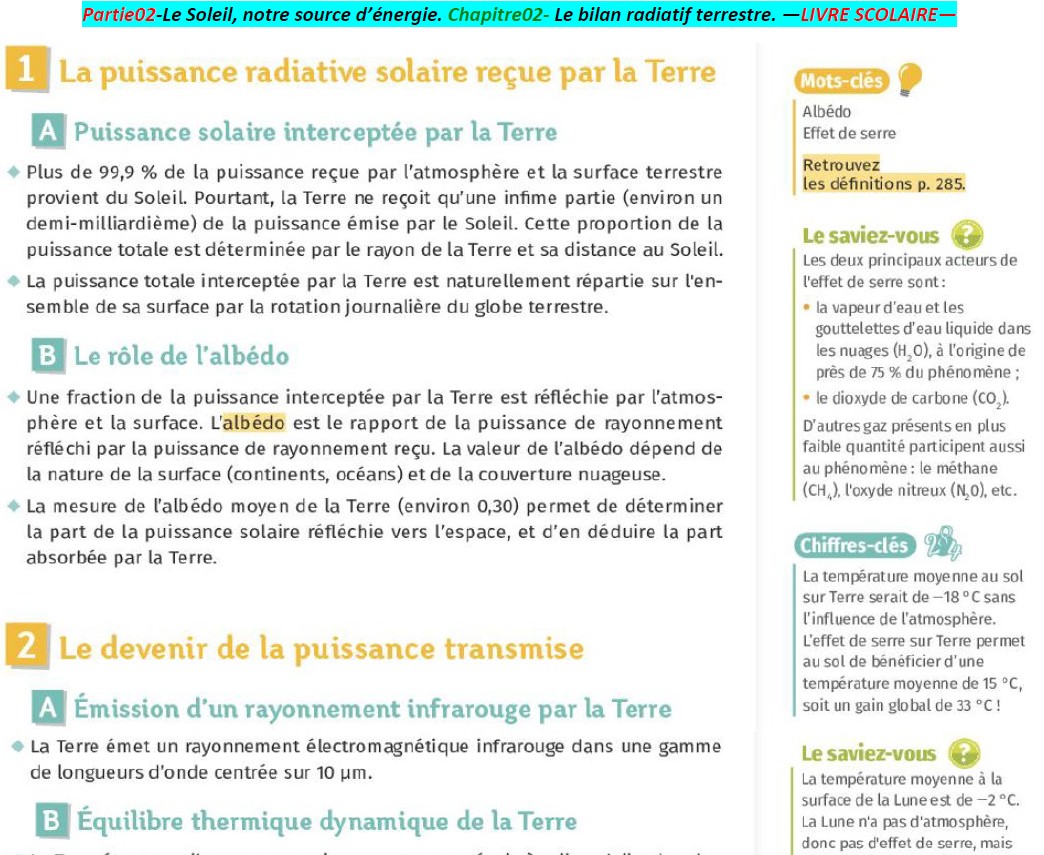 Partie02-Le Soleil, notre source d’énergie. Chapitre02- Le bilan radiatif terrestre. —LIVRE SCOLAIRE—
1 La puissance radiative solaire reçue par la Terre
A Puissance solaire interceptée par la Terre
Plus de 99,9 % de la puissance reçue par l’atmosphère et la surface terrestre
provient du Soleil. Pourtant, la Terre ne reçoit qu’une infime partie (environ un
demi-milliardième) de la puissance émise par le Soleil. Cette proportion de la
puissance totale est déterminée par le rayon de la Terre et sa distance au Soleil.
La puissance totale interceptée par la Terre est naturellement répartie sur l'en-
semble de sa surface par la rotation journalière du globe terrestre.
B Le rôle de l’albédo
Une fraction de la puissance interceptée par la Terre est réfléchie par l’atmos-
phère et la surface. L’albédo est le rapport de la puissance de rayonnement
réfléchi par la puissance de rayonnement reçu. La valeur de l’albédo dépend de
la nature de la surface (continents, océans) et de la couverture nuageuse.
La mesure de l’albédo moyen de la Terre (environ 0,30) permet de déterminer
la part de la puissance solaire réfléchie vers l’espace, et d’en déduire la part
absorbée par la Terre.
2 Le devenir de la puissance transmise
A Émission d’un rayonnement infrarouge par la Terre
La Terre émet un rayonnement électromagnétique infrarouge dans une gamme
de longueurs d’onde centrée sur 10 µm.
B Équilibre thermique dynamique de la Terre
Mots-clés
Albédo
Effet de serre
Retrouvez
les définitions p. 285.
Le saviez-vous ?
Les deux principaux acteurs de
l'effet de serre sont :
• la vapeur d’eau et les
gouttelettes d’eau liquide dans
les nuages (H₂O), à l’origine de
près de 75 % du phénomène ;
• le dioxyde de carbone (CO₂).
D’autres gaz présents en plus
faible quantité participent aussi
au phénomène : le méthane
(CH₄), l'oxyde nitreux (N₂O), etc.
Chiffres-clés
La température moyenne au sol
sur Terre serait de −18 °C sans
l’influence de l’atmosphère.
L’effet de serre sur Terre permet
au sol de bénéficier d’une
température moyenne de 15 °C,
soit un gain global de 33 °C !
Le saviez-vous ?
La température moyenne à la
surface de la Lune est de −2 °C.
La Lune n'a pas d'atmosphère,
donc pas d'effet de serre, mais